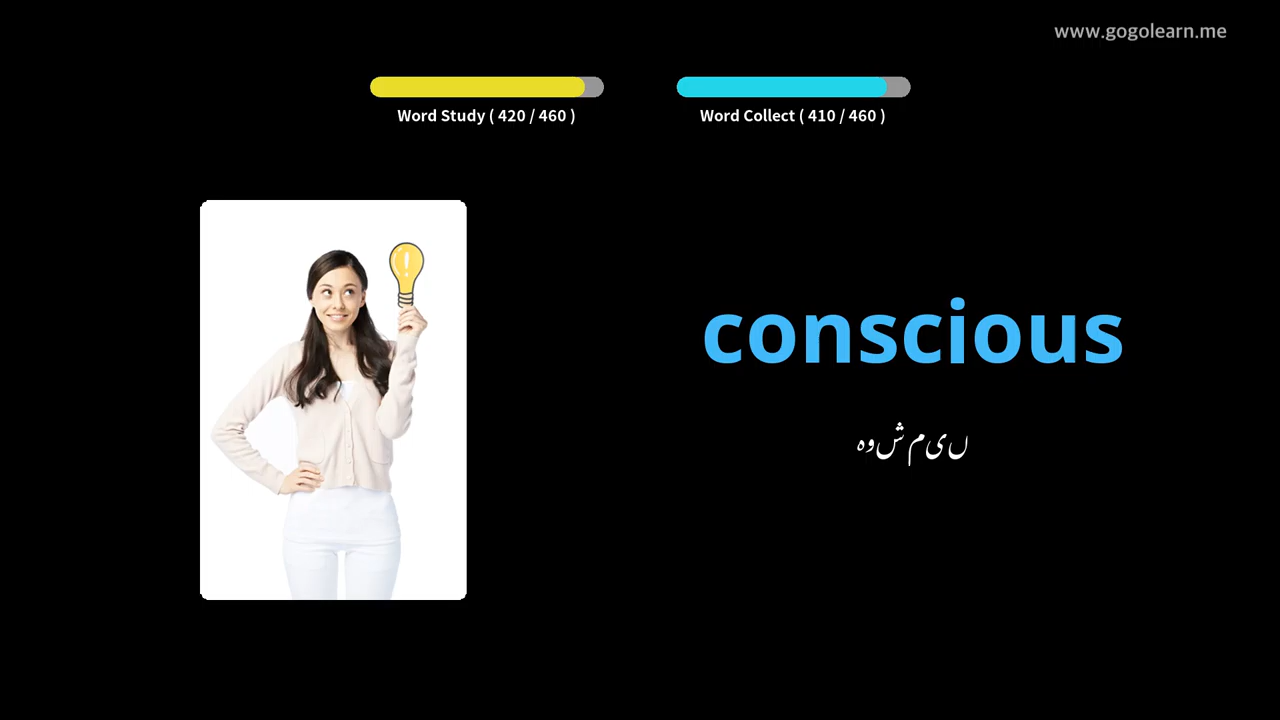 www.gogolearn.me
Word Study ( 420 / 460 )
Word Collect ( 410 / 460 )
conscious
ہوش میں